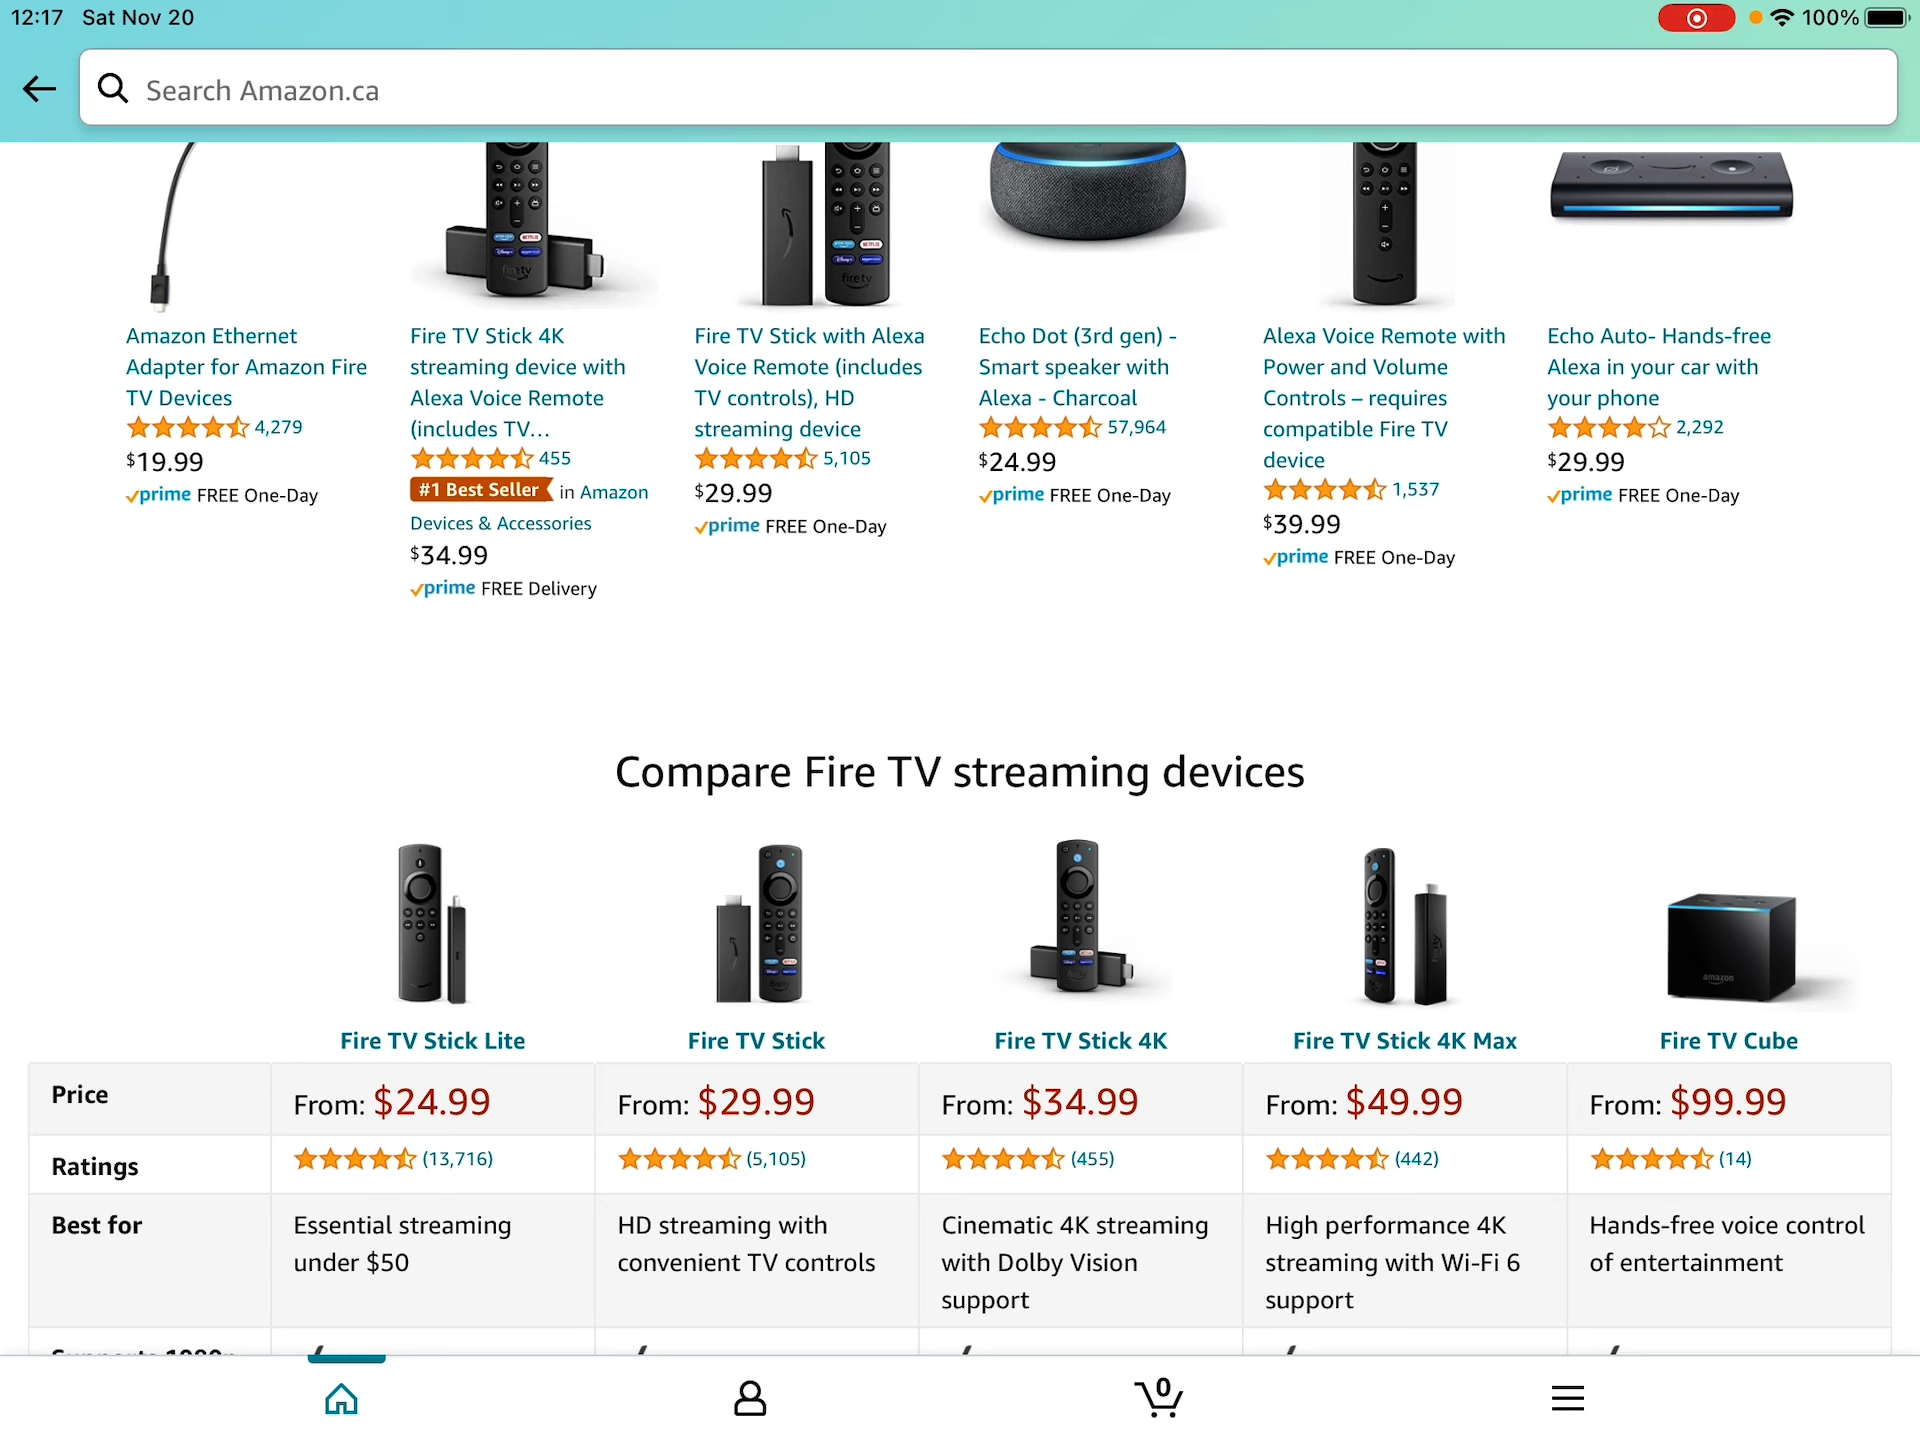 12:17 Sat Nov 20
100%
Search Amazon.ca
Amazon Ethernet
Adapter for Amazon Fire
TV Devices
4,279
$19.99
prime FREE One-Day
Fire TV Stick 4K
streaming device with
Alexa Voice Remote
(includes TV…
455
#1 Best Seller in Amazon
Devices & Accessories
$34.99
prime FREE Delivery
Fire TV Stick with Alexa
Voice Remote (includes
TV controls), HD
streaming device
5,105
$29.99
prime FREE One-Day
Echo Dot (3rd gen) -
Smart speaker with
Alexa - Charcoal
57,964
$24.99
prime FREE One-Day
Alexa Voice Remote with
Power and Volume
Controls – requires
compatible Fire TV
device
1,537
$39.99
prime FREE One-Day
Echo Auto- Hands-free
Alexa in your car with
your phone
2,292
$29.99
prime FREE One-Day
Compare Fire TV streaming devices
amazon
Fire TV Stick Lite Fire TV Stick Fire TV Stick 4K Fire TV Stick 4K Max Fire TV Cube
Price From: $24.99 From: $29.99 From: $34.99 From: $49.99 From: $99.99
Ratings (13,716) (5,105) (455) (442) (14)
Best for
Essential streaming
under $50
HD streaming with
convenient TV controls
Cinematic 4K streaming
with Dolby Vision
support
High performance 4K
streaming with Wi-Fi 6
support
Hands-free voice control
of entertainment
0